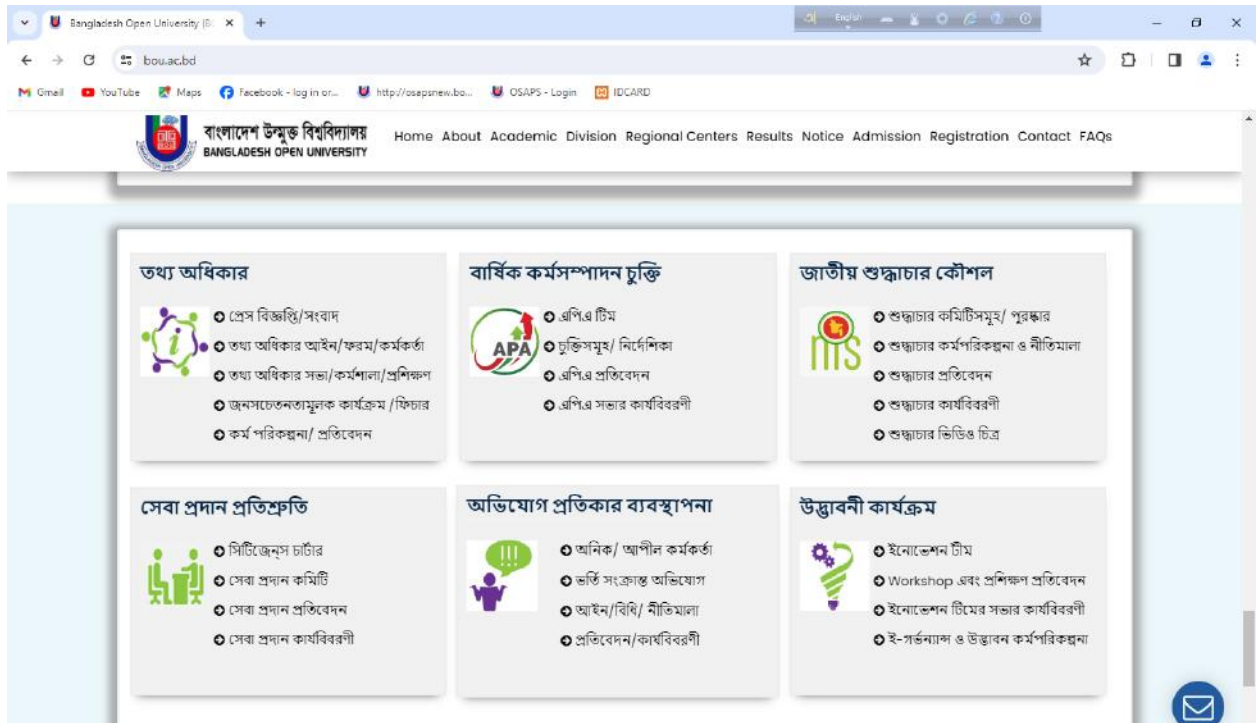 Bangladesh Open University (B
English
bou.ac.bd
Gmail YouTube Maps Facebook - log in or... http://osapsnew.bo... OSAPS - Login IDCARD
বাংলাদেশ উন্মুক্ত বিশ্ববিদ্যালয়
BANGLADESH OPEN UNIVERSITY
Home About Academic Division Regional Centers Results Notice Admission Registration Contact FAQs
তথ্য অধিকার
প্রেস বিজ্ঞপ্তি/সংবাদ
তথ্য অধিকার আইন/ফরম/কর্মকর্তা
তথ্য অধিকার সভা/কর্মশালা/প্রশিক্ষণ
জনসচেতনতামূলক কার্যক্রম /ফিচার
কর্ম পরিকল্পনা/ প্রতিবেদন
বার্ষিক কর্মসম্পাদন চুক্তি
APA
এপিএ টিম
চুক্তিসমূহ/ নির্দেশিকা
এপিএ প্রতিবেদন
এপিএ সভার কার্যবিবরণী
জাতীয় শুদ্ধাচার কৌশল
nis
শুদ্ধাচার কমিটিসমূহ/ পুরষ্কার
শুদ্ধাচার কর্মপরিকল্পনা ও নীতিমালা
শুদ্ধাচার প্রতিবেদন
শুদ্ধাচার কার্যবিবরণী
শুদ্ধাচার ভিডিও চিত্র
সেবা প্রদান প্রতিশ্রুতি
সিটিজেন্‌স চার্টার
সেবা প্রদান কমিটি
সেবা প্রদান প্রতিবেদন
সেবা প্রদান কার্যবিবরণী
অভিযোগ প্রতিকার ব্যবস্থাপনা
অনিক/ আপীল কর্মকর্তা
ভর্তি সংক্রান্ত অভিযোগ
আইন/বিধি/ নীতিমালা
প্রতিবেদন/কার্যবিবরণী
উদ্ভাবনী কার্যক্রম
ইনোভেশন টীম
Workshop এবং প্রশিক্ষণ প্রতিবেদন
ইনোভেশন টিমের সভার কার্যবিবরণী
ই-গর্ভন্যান্স ও উদ্ভাবন কর্মপরিকল্পনা